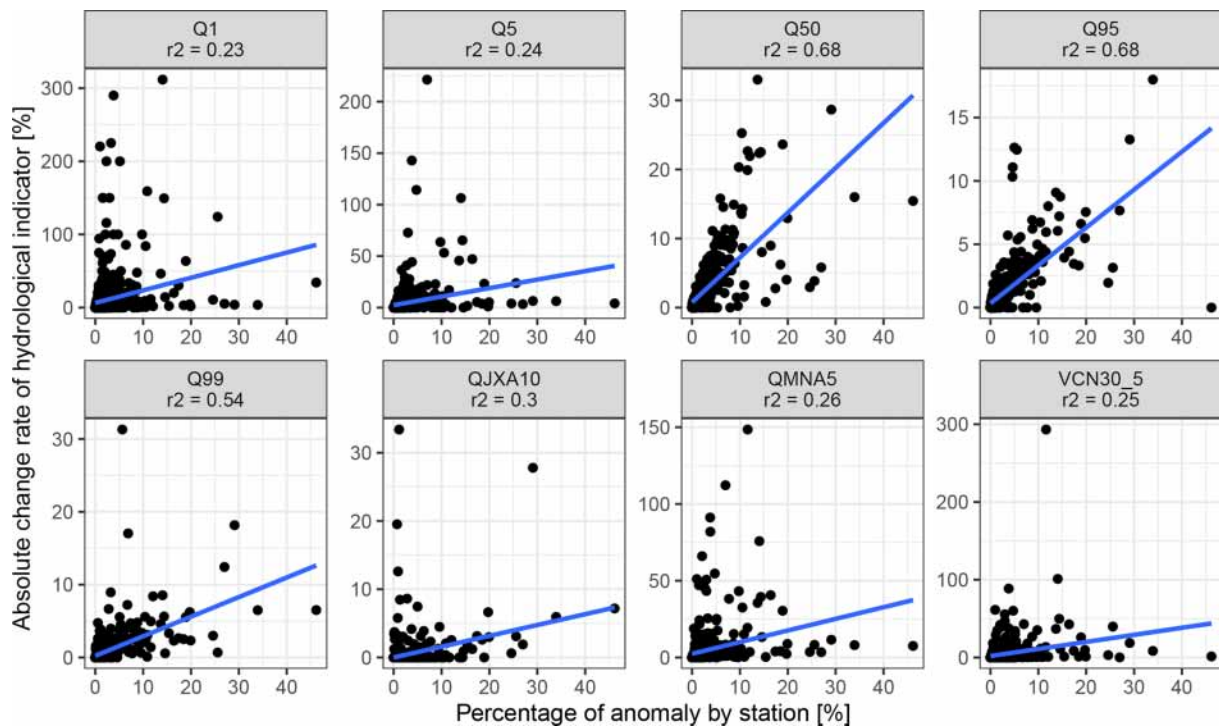 Absolute change rate of hydrological indicator [%]
Q1
r2 = 0.23
300
200
100
0
0 10 20 30 40
Q5
r2 = 0.24
200
150
100
50
0
0 10 20 30 40
Q50
r2 = 0.68
30
20
10
0
0 10 20 30 40
Q95
r2 = 0.68
15
10
5
0
0 10 20 30 40
Q99
r2 = 0.54
30
20
10
0
0 10 20 30 40
QJXA10
r2 = 0.3
30
20
10
0
0 10 20 30 40
QMNA5
r2 = 0.26
150
100
50
0
0 10 20 30 40
VCN30_5
r2 = 0.25
300
200
100
0
0 10 20 30 40
Percentage of anomaly by station [%]